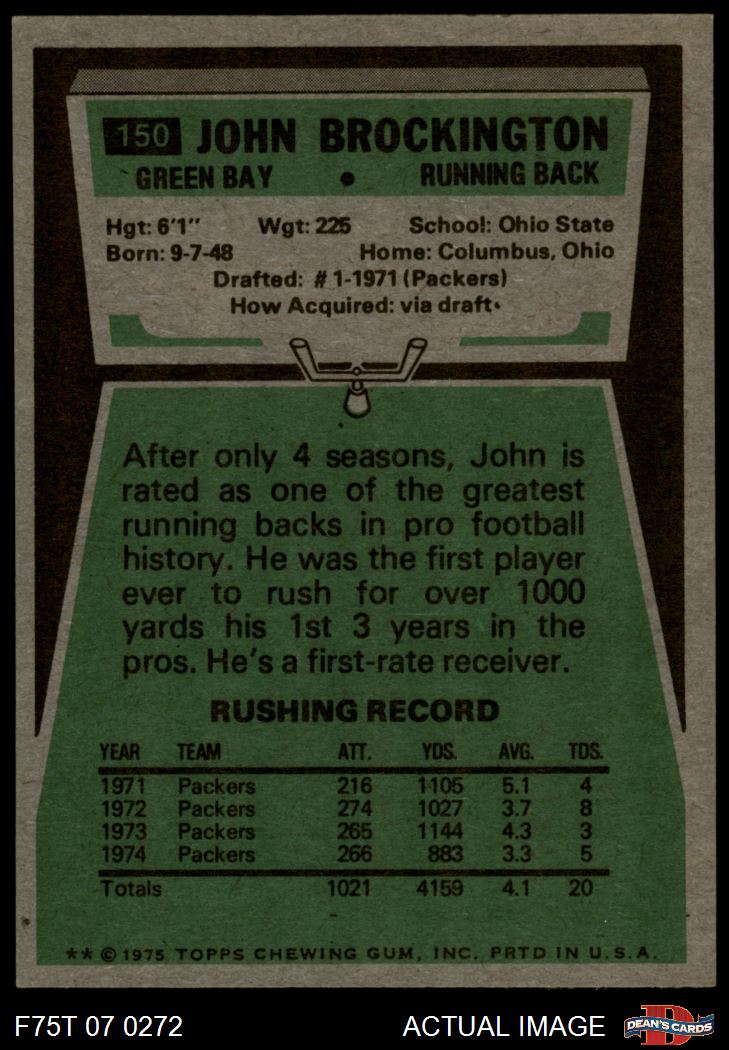 150 JOHN BROCKINGTON
GREEN BAY • RUNNING BACK
Hgt: 6'1" Wgt: 225 School: Ohio State
Born: 9-7-48 Home: Columbus, Ohio
Drafted: #1-1971 (Packers)
How Acquired: via draft.
After only 4 seasons, John is
rated as one of the greatest
running backs in pro football
history. He was the first player
ever to rush for over 1000
yards his 1st 3 years in the
pros. He's a first-rate receiver.
RUSHING RECORD
YEAR TEAM ATT. YDS. AVG. TDS.
1971 Packers 216 1105 5.1 4
1972 Packers 274 1027 3.7 8
1973 Packers 265 1144 4.3 3
1974 Packers 266 883 3.3 5
Totals 1021 4159 4.1 20
** © 1975 TOPPS CHEWING GUM, INC. PRTD IN U.S.A.
F75T 07 0272 ACTUAL IMAGE D DEAN'S CARDS